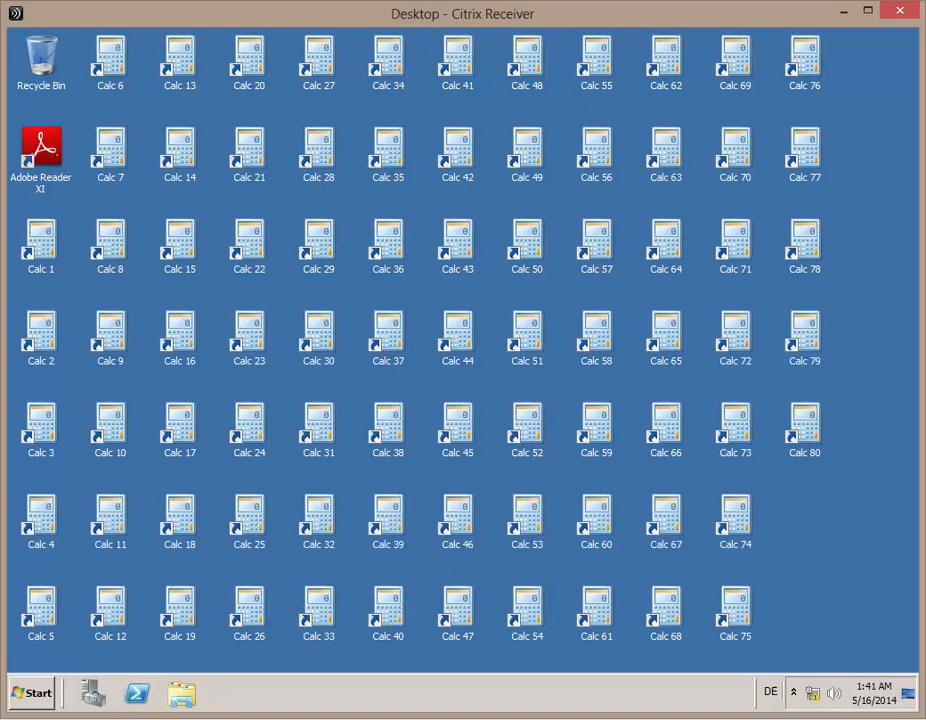 Desktop - Citrix Receiver
Recycle Bin
Calc 6
Calc 13
Calc 20
Calc 27
Calc 34
Calc 41
Calc 48
Calc 55
Calc 62
Calc 69
Calc 76
Adobe Reader
XI
Calc 7
Calc 14
Calc 21
Calc 28
Calc 35
Calc 42
Calc 49
Calc 56
Calc 63
Calc 70
Calc 77
Calc 1
Calc 8
Calc 15
Calc 22
Calc 29
Calc 36
Calc 43
Calc 50
Calc 57
Calc 64
Calc 71
Calc 78
Calc 2
Calc 9
Calc 16
Calc 23
Calc 30
Calc 37
Calc 44
Calc 51
Calc 58
Calc 65
Calc 72
Calc 79
Calc 3
Calc 10
Calc 17
Calc 24
Calc 31
Calc 38
Calc 45
Calc 52
Calc 59
Calc 66
Calc 73
Calc 80
Calc 4
Calc 11
Calc 18
Calc 25
Calc 32
Calc 39
Calc 46
Calc 53
Calc 60
Calc 67
Calc 74
Calc 5
Calc 12
Calc 19
Calc 26
Calc 33
Calc 40
Calc 47
Calc 54
Calc 61
Calc 68
Calc 75
Start
DE
1:41 AM
5/16/2014